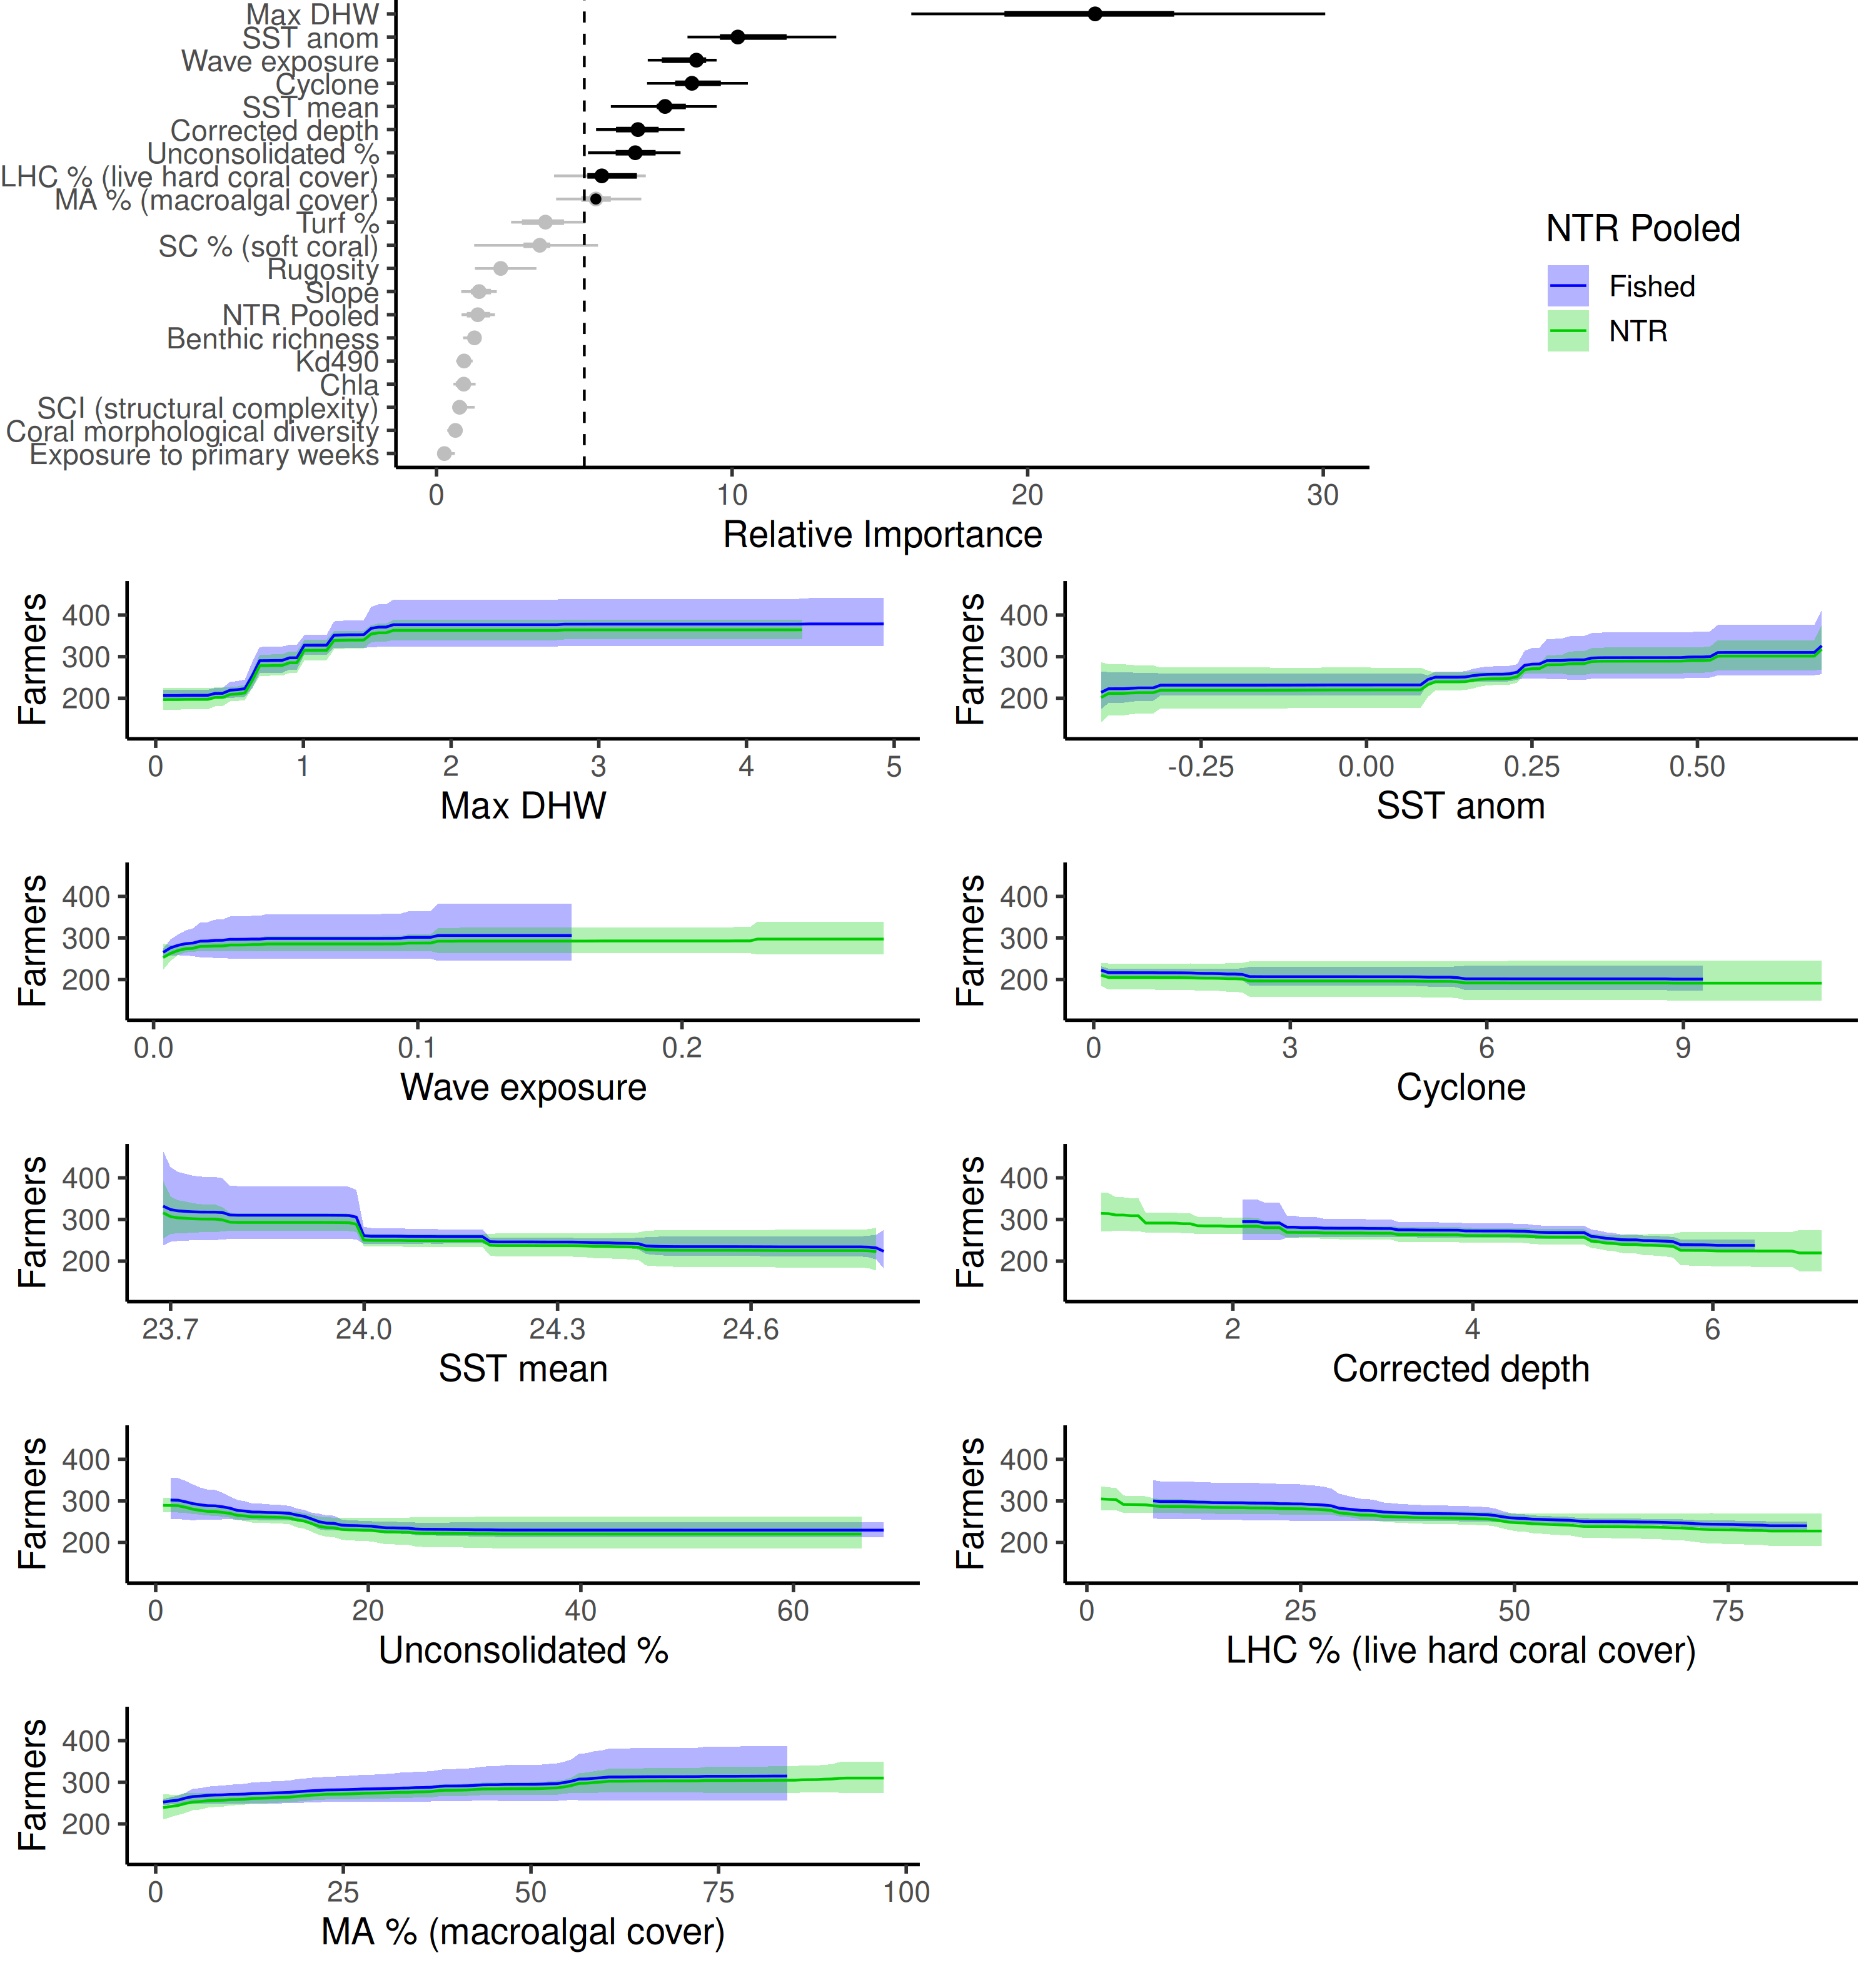 Max DHW
SST anom
Wave exposure
Cyclone
SST mean
Corrected depth
Unconsolidated %
LHC % (live hard coral cover)
MA % (macroalgal cover)
Turf %
SC % (soft coral)
Rugosity
Slope
NTR Pooled
Benthic richness
Kd490
Chla
SCI (structural complexity)
Coral morphological diversity
Exposure to primary weeks
0 10 20 30
Relative Importance
NTR Pooled
Fished
NTR
Farmers
400
300
200
0 1 2 3 4 5
Max DHW
Farmers
400
300
200
-0.25 0.00 0.25 0.50
SST anom
Farmers
400
300
200
0.0 0.1 0.2
Wave exposure
Farmers
400
300
200
0 3 6 9
Cyclone
Farmers
400
300
200
23.7 24.0 24.3 24.6
SST mean
Farmers
400
300
200
2 4 6
Corrected depth
Farmers
400
300
200
0 20 40 60
Unconsolidated %
Farmers
400
300
200
0 25 50 75
LHC % (live hard coral cover)
Farmers
400
300
200
0 25 50 75 100
MA % (macroalgal cover)